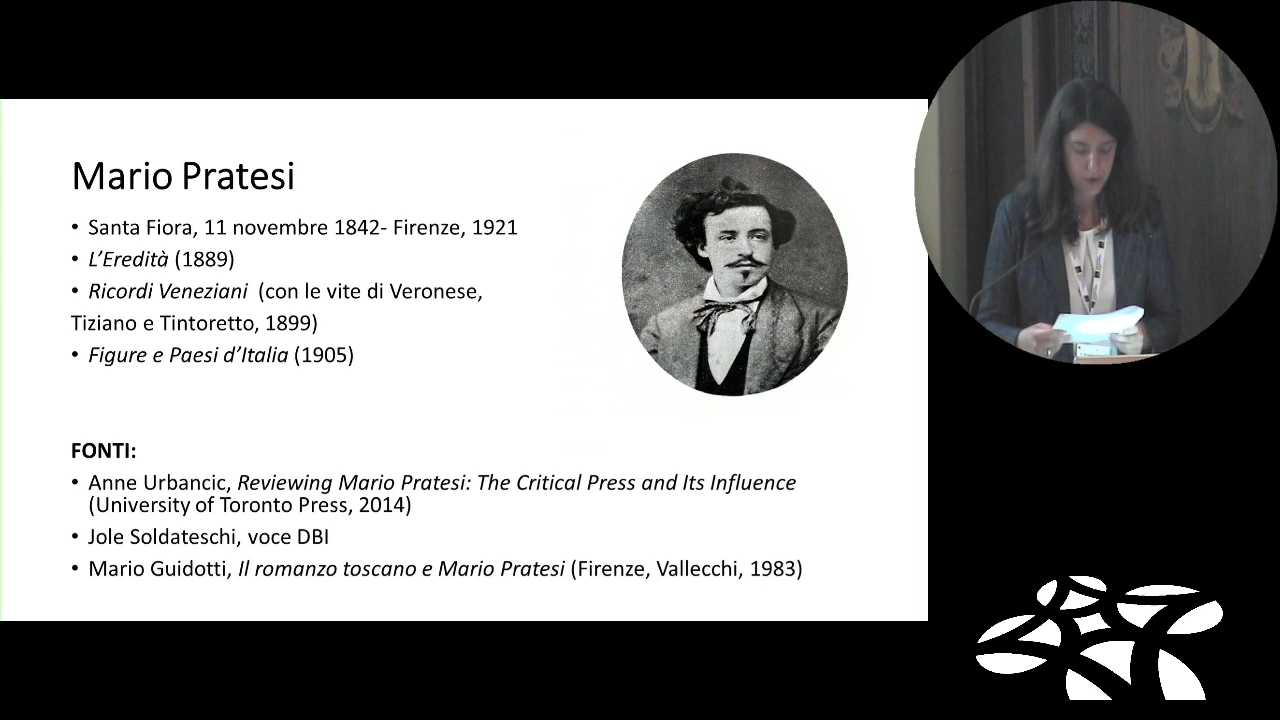 Mario Pratesi
• Santa Fiora, 11 novembre 1842- Firenze, 1921
• L’Eredità (1889)
• Ricordi Veneziani (con le vite di Veronese,
Tiziano e Tintoretto, 1899)
• Figure e Paesi d’Italia (1905)
FONTI:
• Anne Urbancic, Reviewing Mario Pratesi: The Critical Press and Its Influence
(University of Toronto Press, 2014)
• Jole Soldateschi, voce DBI
• Mario Guidotti, Il romanzo toscano e Mario Pratesi (Firenze, Vallecchi, 1983)